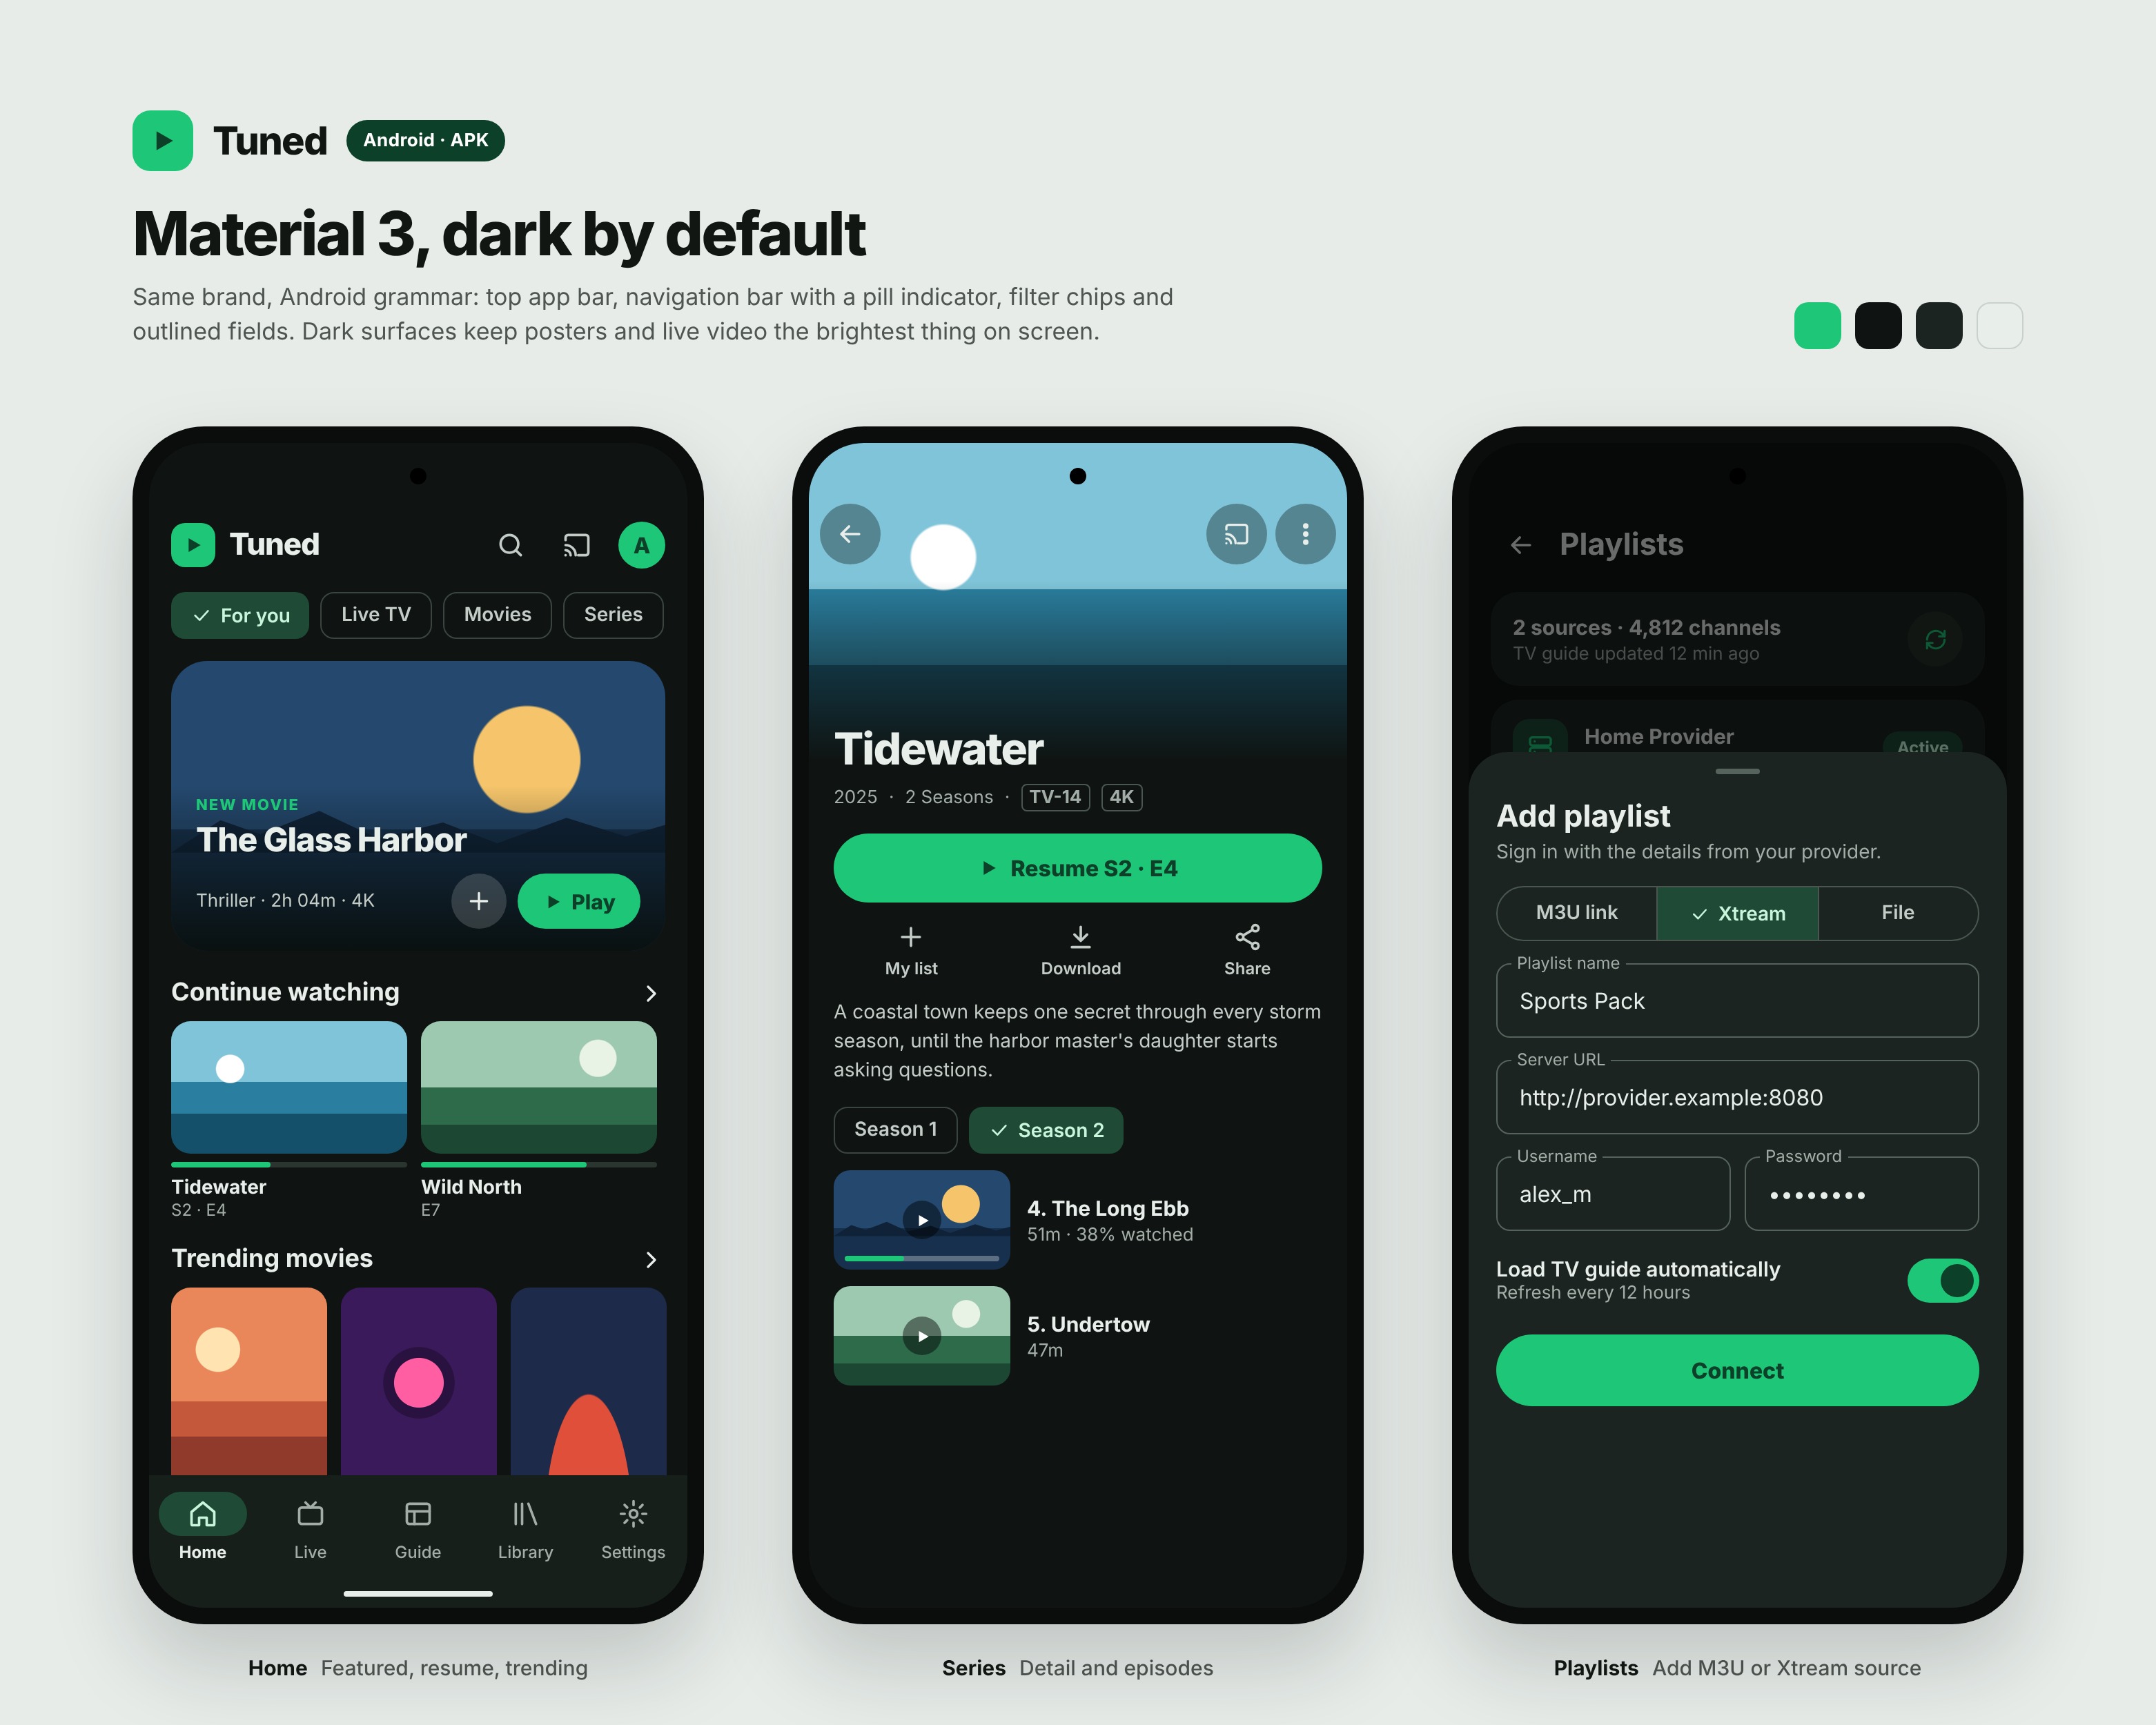 Tuned
Android · APK
Material 3, dark by default
Same brand, Android grammar: top app bar, navigation bar with a pill indicator, filter chips and
outlined fields. Dark surfaces keep posters and live video the brightest thing on screen.
Tuned
A
For you
Live TV
Movies
Series
NEW MOVIE
The Glass Harbor
Thriller · 2h 04m · 4K
Play
Continue watching
Tidewater
S2 · E4
Wild North
E7
Trending movies
Home
Live
Guide
Library
Settings
Home Featured, resume, trending
Tidewater
2025 · 2 Seasons · TV-14 4K
Resume S2 · E4
My list
Download
Share
A coastal town keeps one secret through every storm
season, until the harbor master's daughter starts
asking questions.
Season 1
Season 2
4. The Long Ebb
51m · 38% watched
5. Undertow
47m
Series Detail and episodes
Playlists
2 sources · 4,812 channels
TV guide updated 12 min ago
Home Provider
Active
Add playlist
Sign in with the details from your provider.
M3U link
Xtream
File
Playlist name
Sports Pack
Server URL
http://provider.example:8080
Username
alex_m
Password
••••••••
Load TV guide automatically
Refresh every 12 hours
Connect
Playlists Add M3U or Xtream source